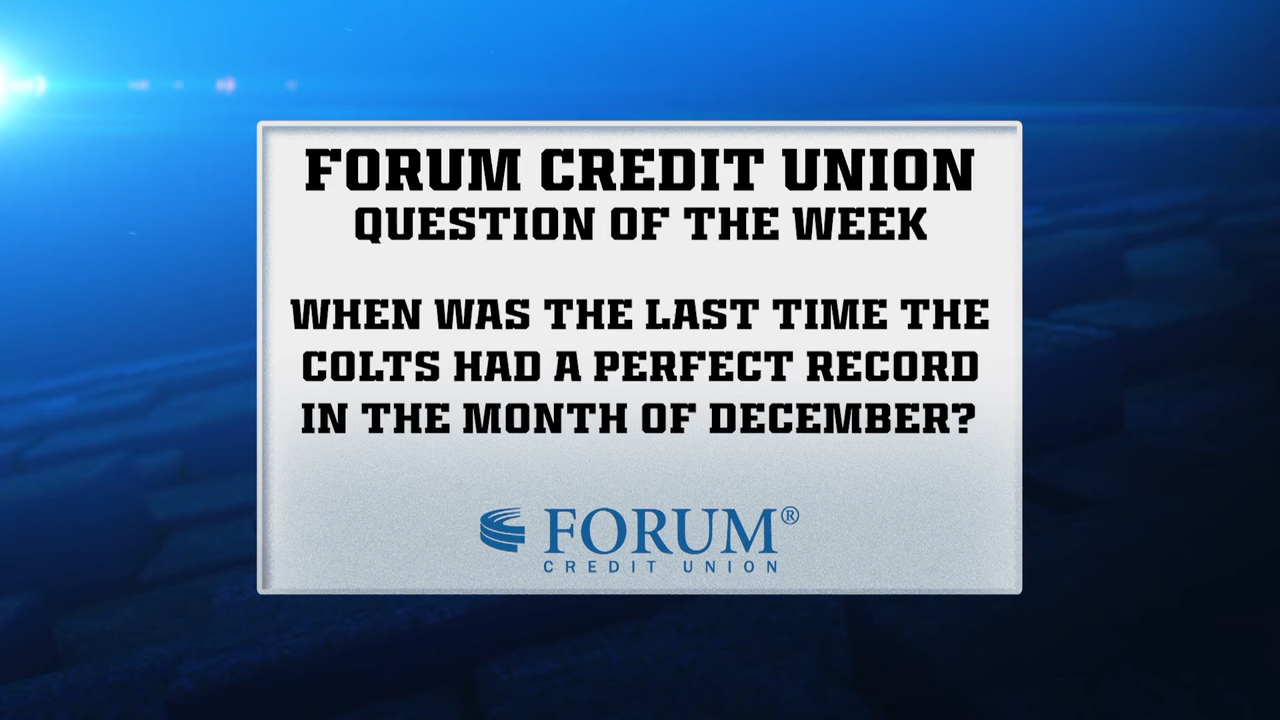 FORUM CREDIT UNION
QUESTION OF THE WEEK
WHEN WAS THE LAST TIME THE
COLTS HAD A PERFECT RECORD
IN THE MONTH OF DECEMBER?
FORUM®
CREDIT UNION